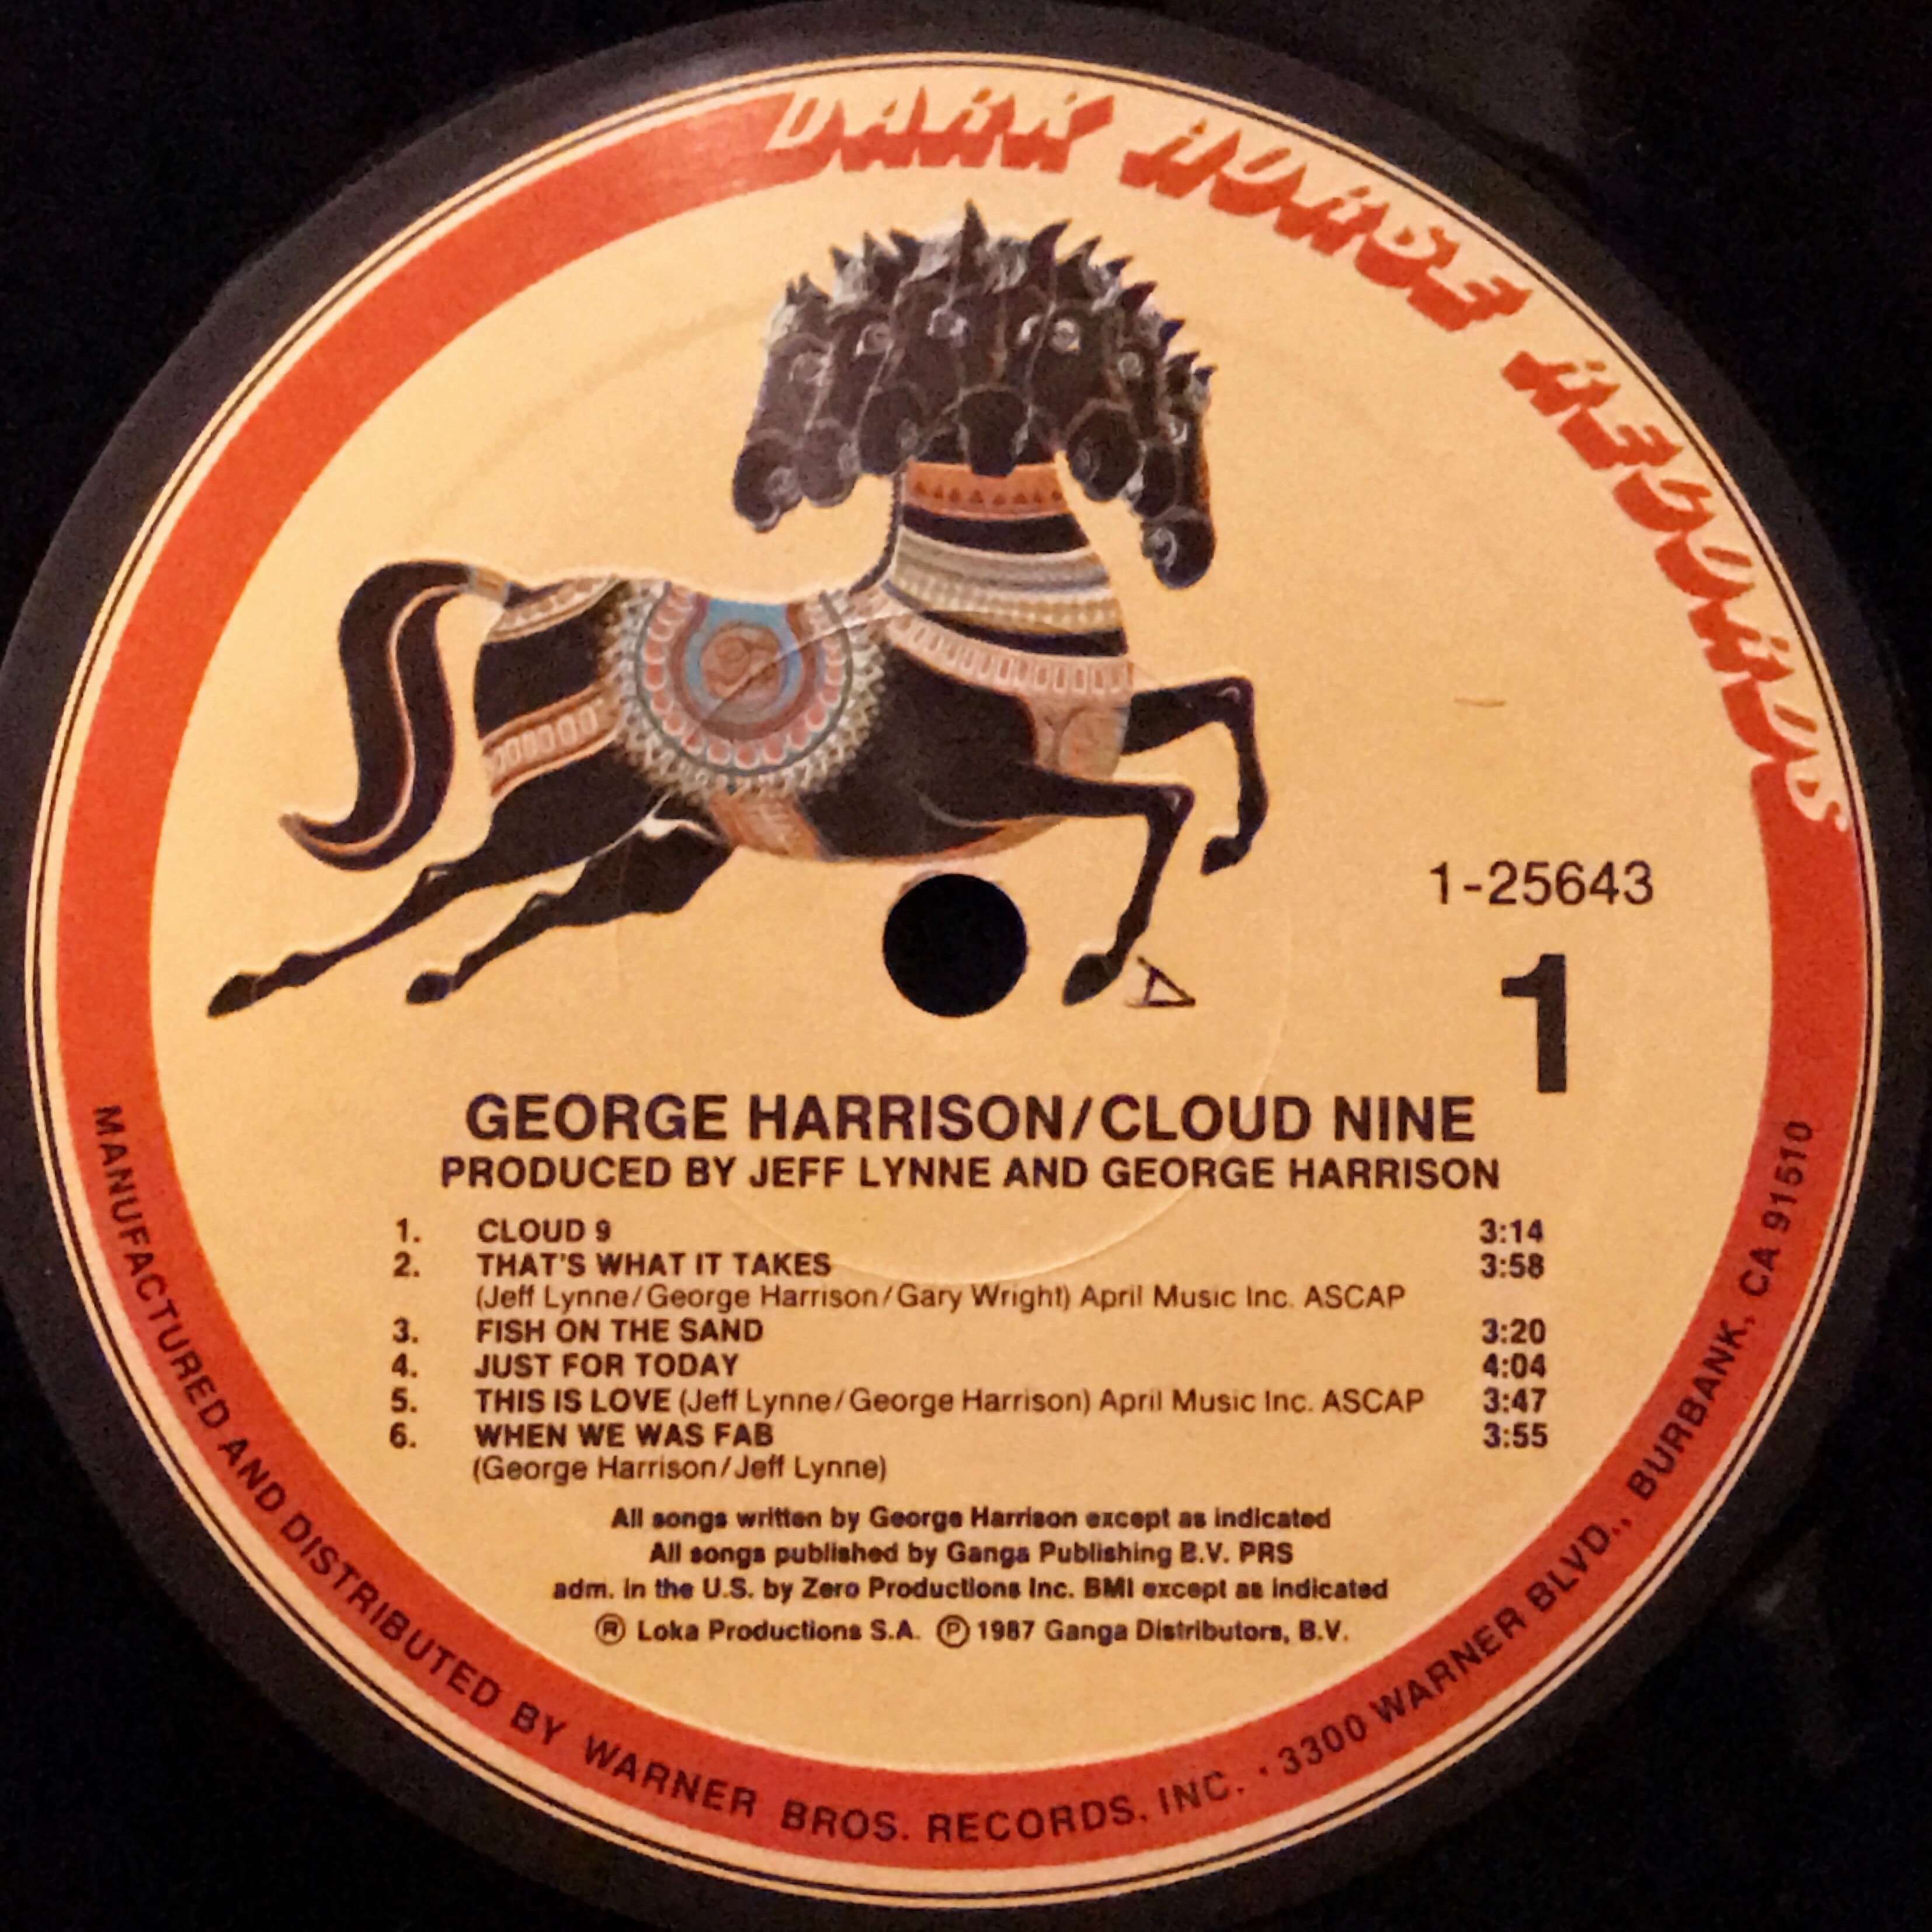 DARK HORSE RECORDS
1-25643
1
GEORGE HARRISON/CLOUD NINE
PRODUCED BY JEFF LYNNE AND GEORGE HARRISON
1. CLOUD 9 3:14
2. THAT'S WHAT IT TAKES 3:58
(Jeff Lynne/George Harrison/Gary Wright) April Music Inc. ASCAP
3. FISH ON THE SAND 3:20
4. JUST FOR TODAY 4:04
5. THIS IS LOVE (Jeff Lynne/George Harrison) April Music Inc. ASCAP 3:47
6. WHEN WE WAS FAB 3:55
(George Harrison/Jeff Lynne)
All songs written by George Harrison except as indicated
All songs published by Ganga Publishing B.V. PRS
adm. in the U.S. by Zero Productions Inc. BMI except as indicated
Ⓡ Loka Productions S.A. Ⓟ 1987 Ganga Distributors, B.V.
MANUFACTURED AND DISTRIBUTED BY WARNER BROS. RECORDS, INC. · 3300 WARNER BLVD., BURBANK, CA 91510